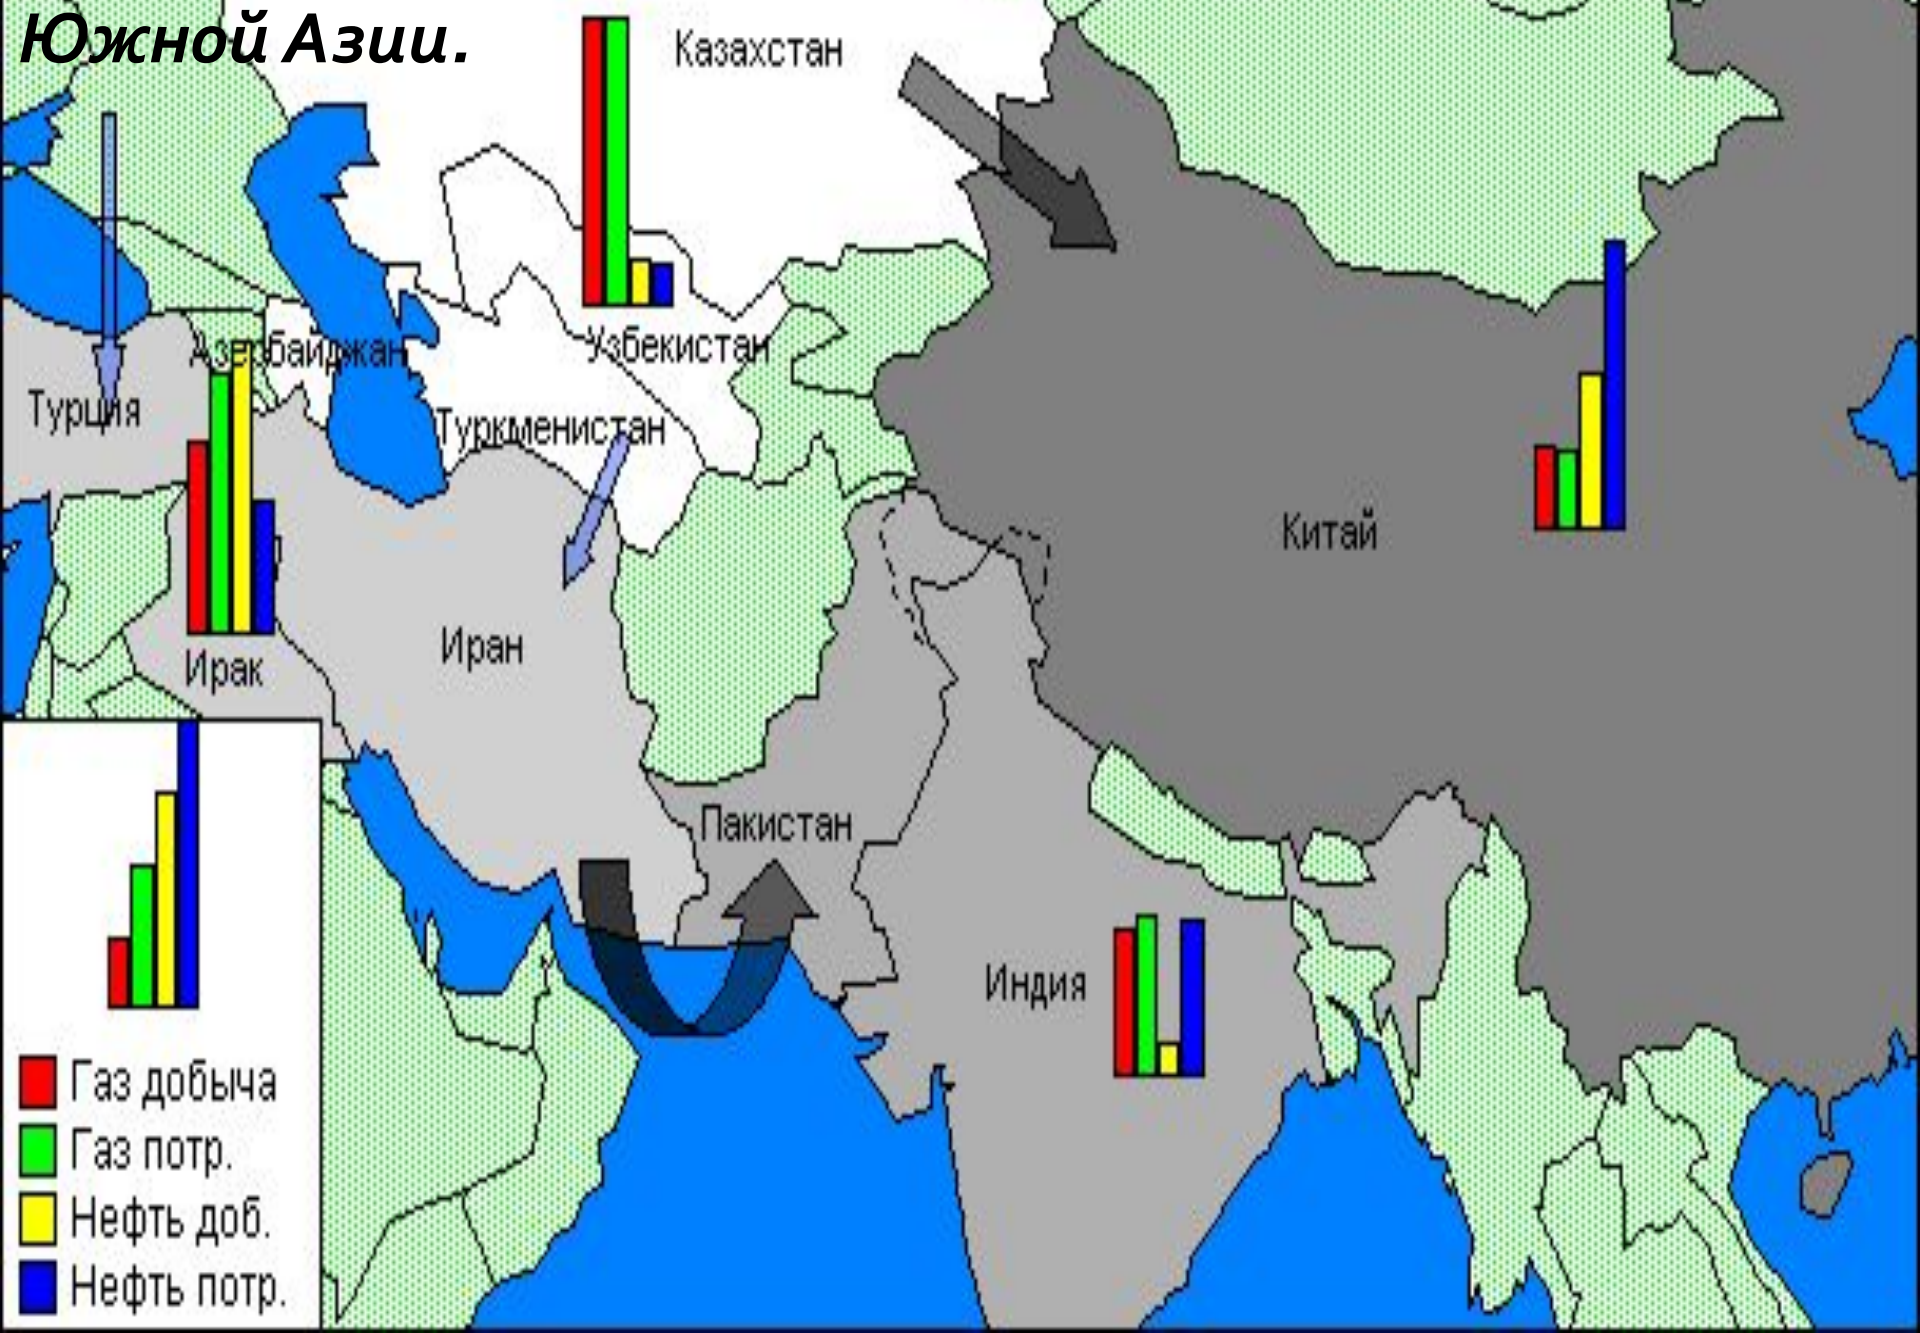 Южной Азии.
Казахстан
Азербайджан
Узбекистан
Турция
Туркменистан
Китай
Иран
Ирак
Пакистан
Индия
Газ добыча
Газ потр.
Нефть доб.
Нефть потр.